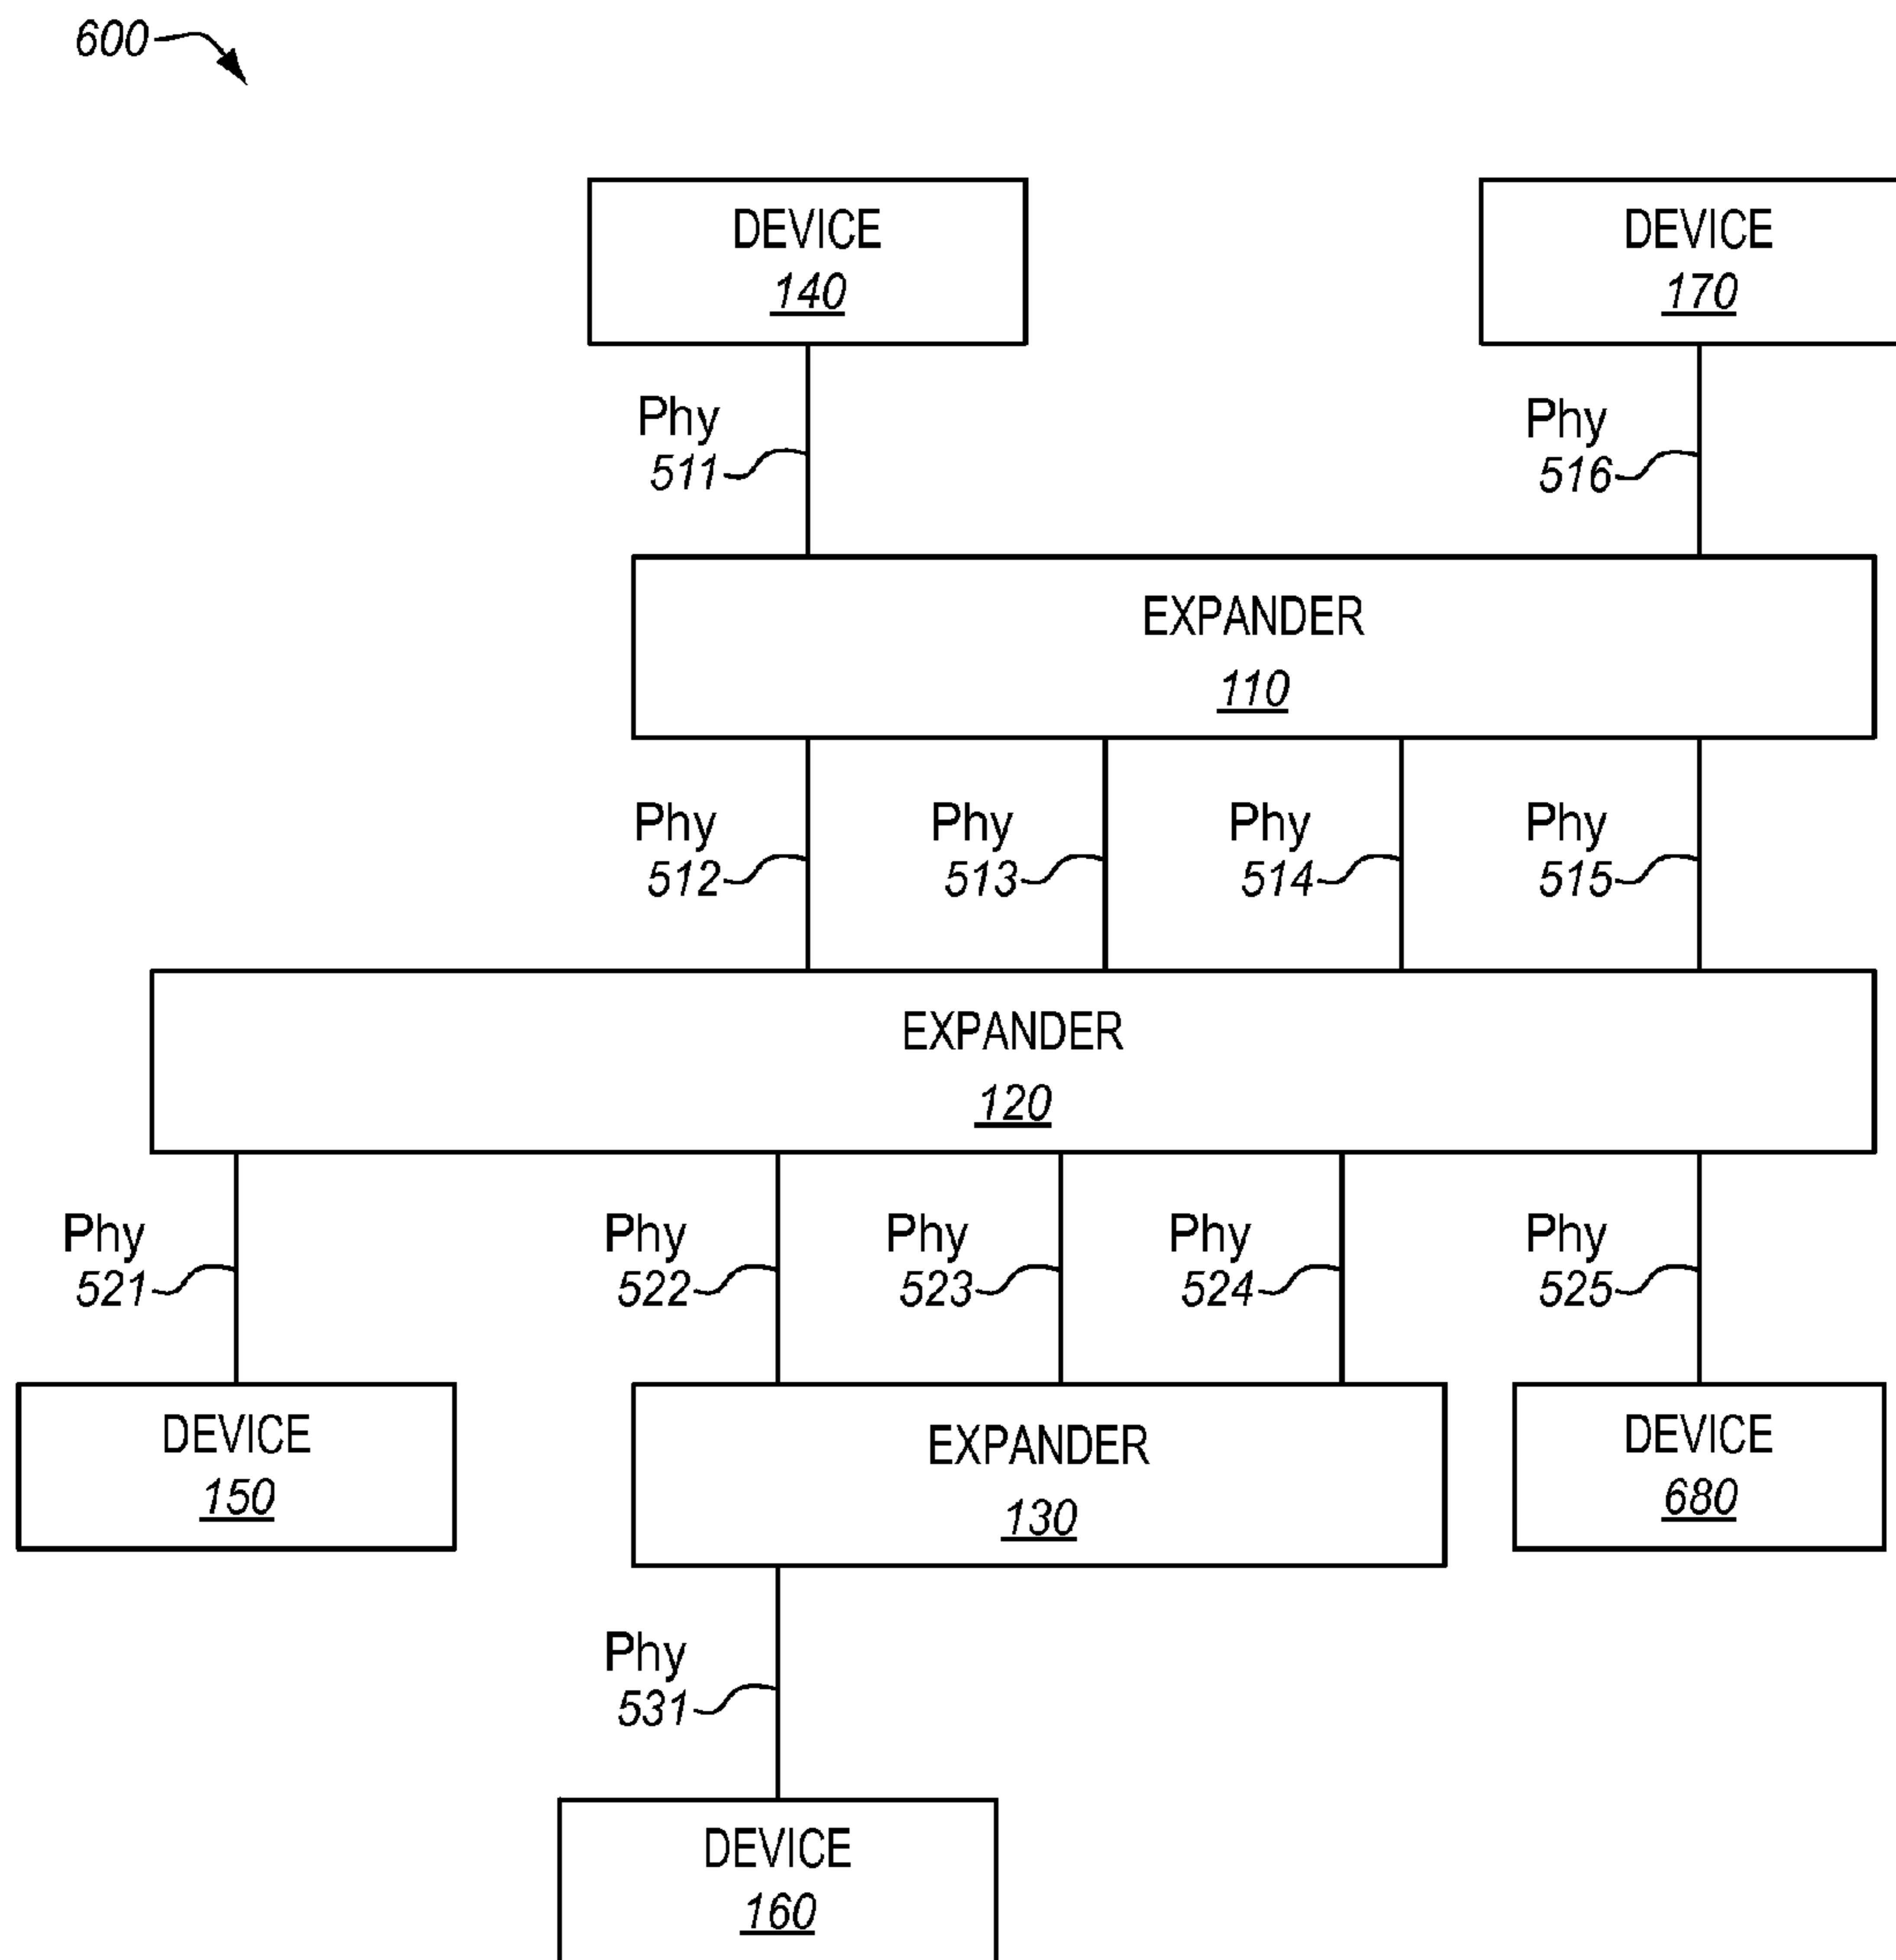 600
DEVICE DEVICE
140 170
Phy Phy
511 516
EXPANDER
110
Phy Phy Phy Phy
512 513 514 515
EXPANDER
120
Phy Phy Phy Phy Phy
521 522 523 524 525
DEVICE EXPANDER DEVICE
150 130 680
Phy
531
DEVICE
160